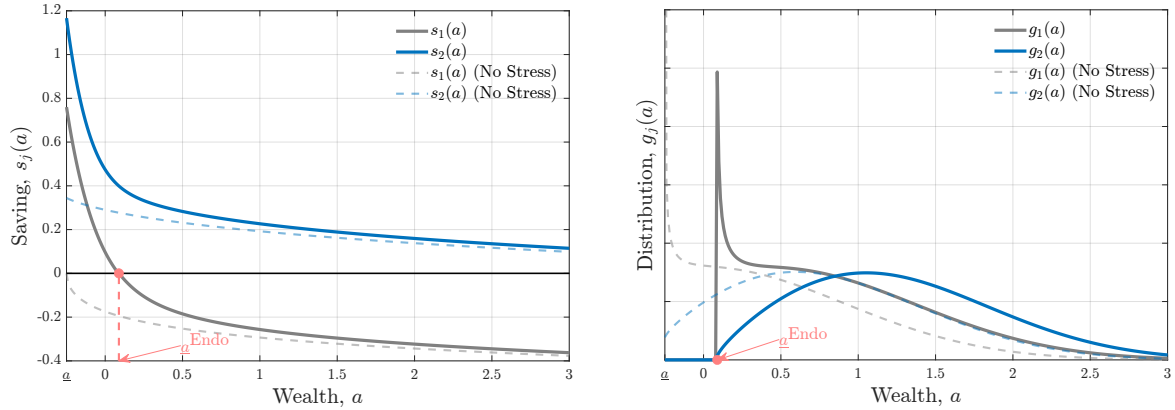 1.2
1
0.8
0.6
0.4
0.2
0
-0.2
-0.4
Saving, s_j(a)
s_1(a)
s_2(a)
s_1(a) (No Stress)
s_2(a) (No Stress)
a̲^Endo
a̲ 0 0.5 1 1.5 2 2.5 3
Wealth, a
Distribution, g_j(a)
g_1(a)
g_2(a)
g_1(a) (No Stress)
g_2(a) (No Stress)
a̲^Endo
a̲ 0 0.5 1 1.5 2 2.5 3
Wealth, a